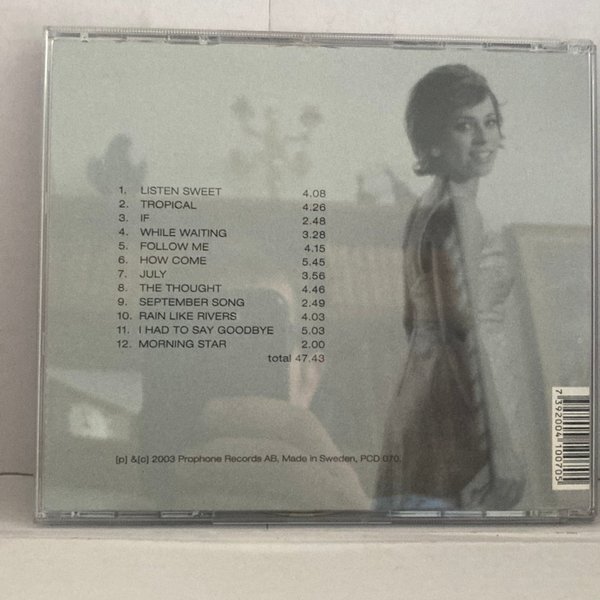 1. LISTEN SWEET 4.08
2. TROPICAL 4.26
3. IF 2.48
4. WHILE WAITING 3.28
5. FOLLOW ME 4.15
6. HOW COME 5.45
7. JULY 3.56
8. THE THOUGHT 4.46
9. SEPTEMBER SONG 2.49
10. RAIN LIKE RIVERS 4.03
11. I HAD TO SAY GOODBYE 5.03
12. MORNING STAR 2.00
total 47.43
[p] &[c] 2003 Prophone Records AB, Made in Sweden, PCD 070.
7 392004 100705